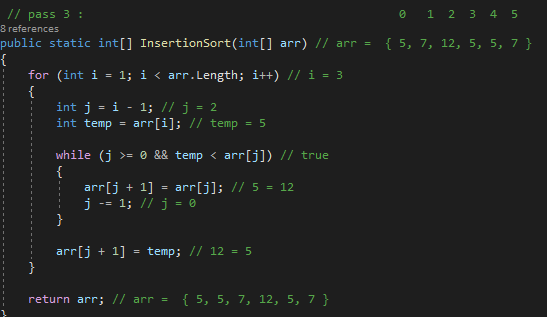 // pass 3 : 0 1 2 3 4 5
8 references
public static int[] InsertionSort(int[] arr) // arr = { 5, 7, 12, 5, 5, 7 }
{
for (int i = 1; i < arr.Length; i++) // i = 3
{
int j = i - 1; // j = 2
int temp = arr[i]; // temp = 5
while (j >= 0 && temp < arr[j]) // true
{
arr[j + 1] = arr[j]; // 5 = 12
j -= 1; // j = 0
}
arr[j + 1] = temp; // 12 = 5
}
return arr; // arr = { 5, 5, 7, 12, 5, 7 }
}